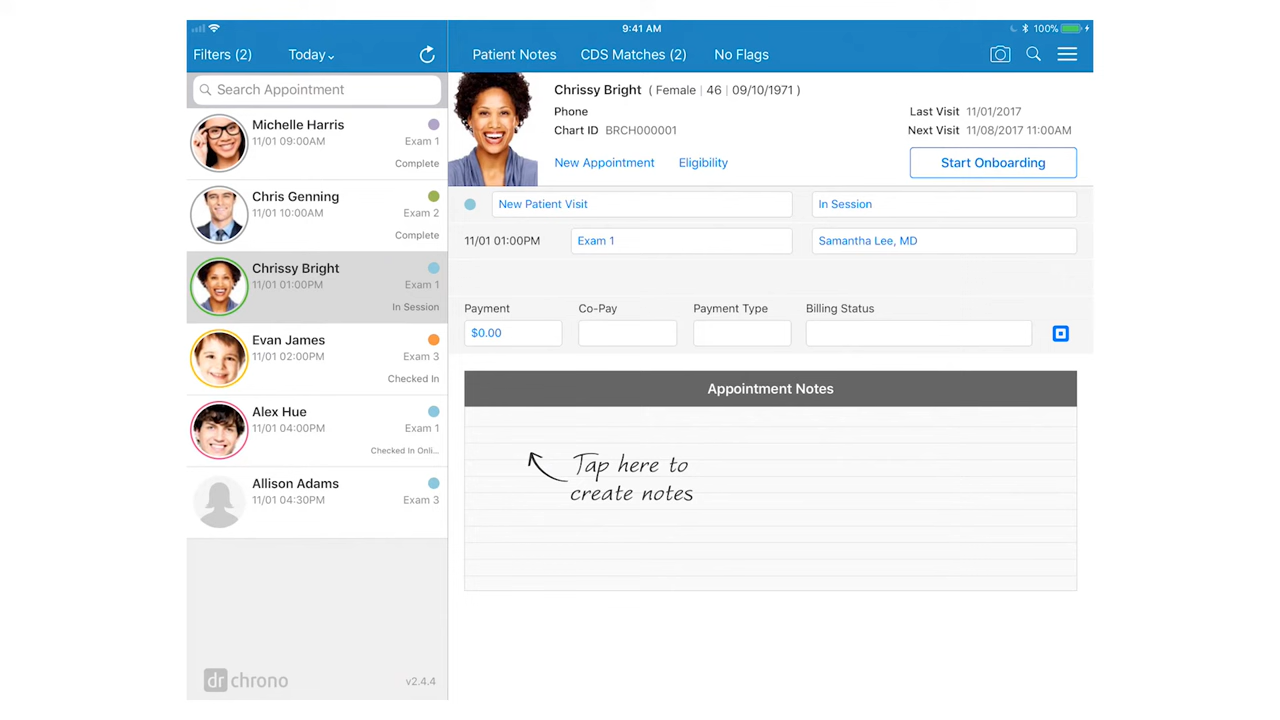 9:41 AM
100%
Filters (2)
Today
Patient Notes
CDS Matches (2)
No Flags
Search Appointment
Michelle Harris
11/01 09:00AM
Exam 1
Complete
Chris Genning
11/01 10:00AM
Exam 2
Complete
Chrissy Bright
11/01 01:00PM
Exam 1
In Session
Evan James
11/01 02:00PM
Exam 3
Checked In
Alex Hue
11/01 04:00PM
Exam 1
Checked In Onli...
Allison Adams
11/01 04:30PM
Exam 3
dr chrono
v2.4.4
Chrissy Bright ( Female | 46 | 09/10/1971 )
Phone
Chart ID BRCH000001
Last Visit 11/01/2017
Next Visit 11/08/2017 11:00AM
New Appointment
Eligibility
Start Onboarding
New Patient Visit
In Session
11/01 01:00PM
Exam 1
Samantha Lee, MD
Payment
Co-Pay
Payment Type
Billing Status
$0.00
Appointment Notes
Tap here to
create notes